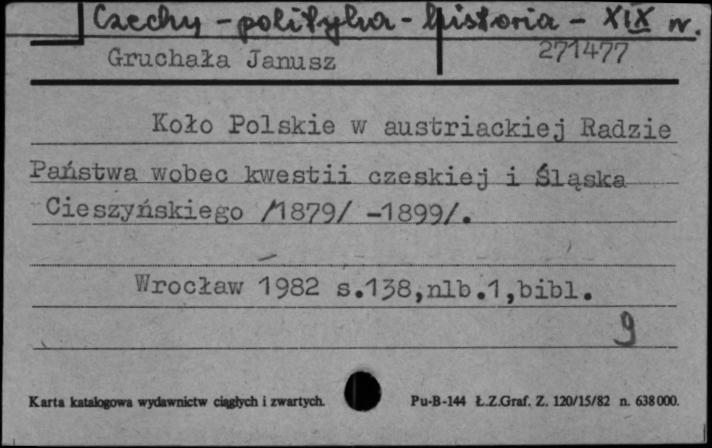 Czechy - polityka - historia - XIX w.
Gruchała Janusz 271477
Koło Polskie w austriackiej Radzie
Państwa wobec kwestii czeskiej i Śląska
Cieszyńskiego /1879/ -1899/.
Wrocław 1982 s.138,nlb.1,bibl.
9
Karta katalogowa wydawnictw ciągłych i zwartych. Pu-B-144 Ł.Z.Graf. Z. 120/15/82 n. 638000.